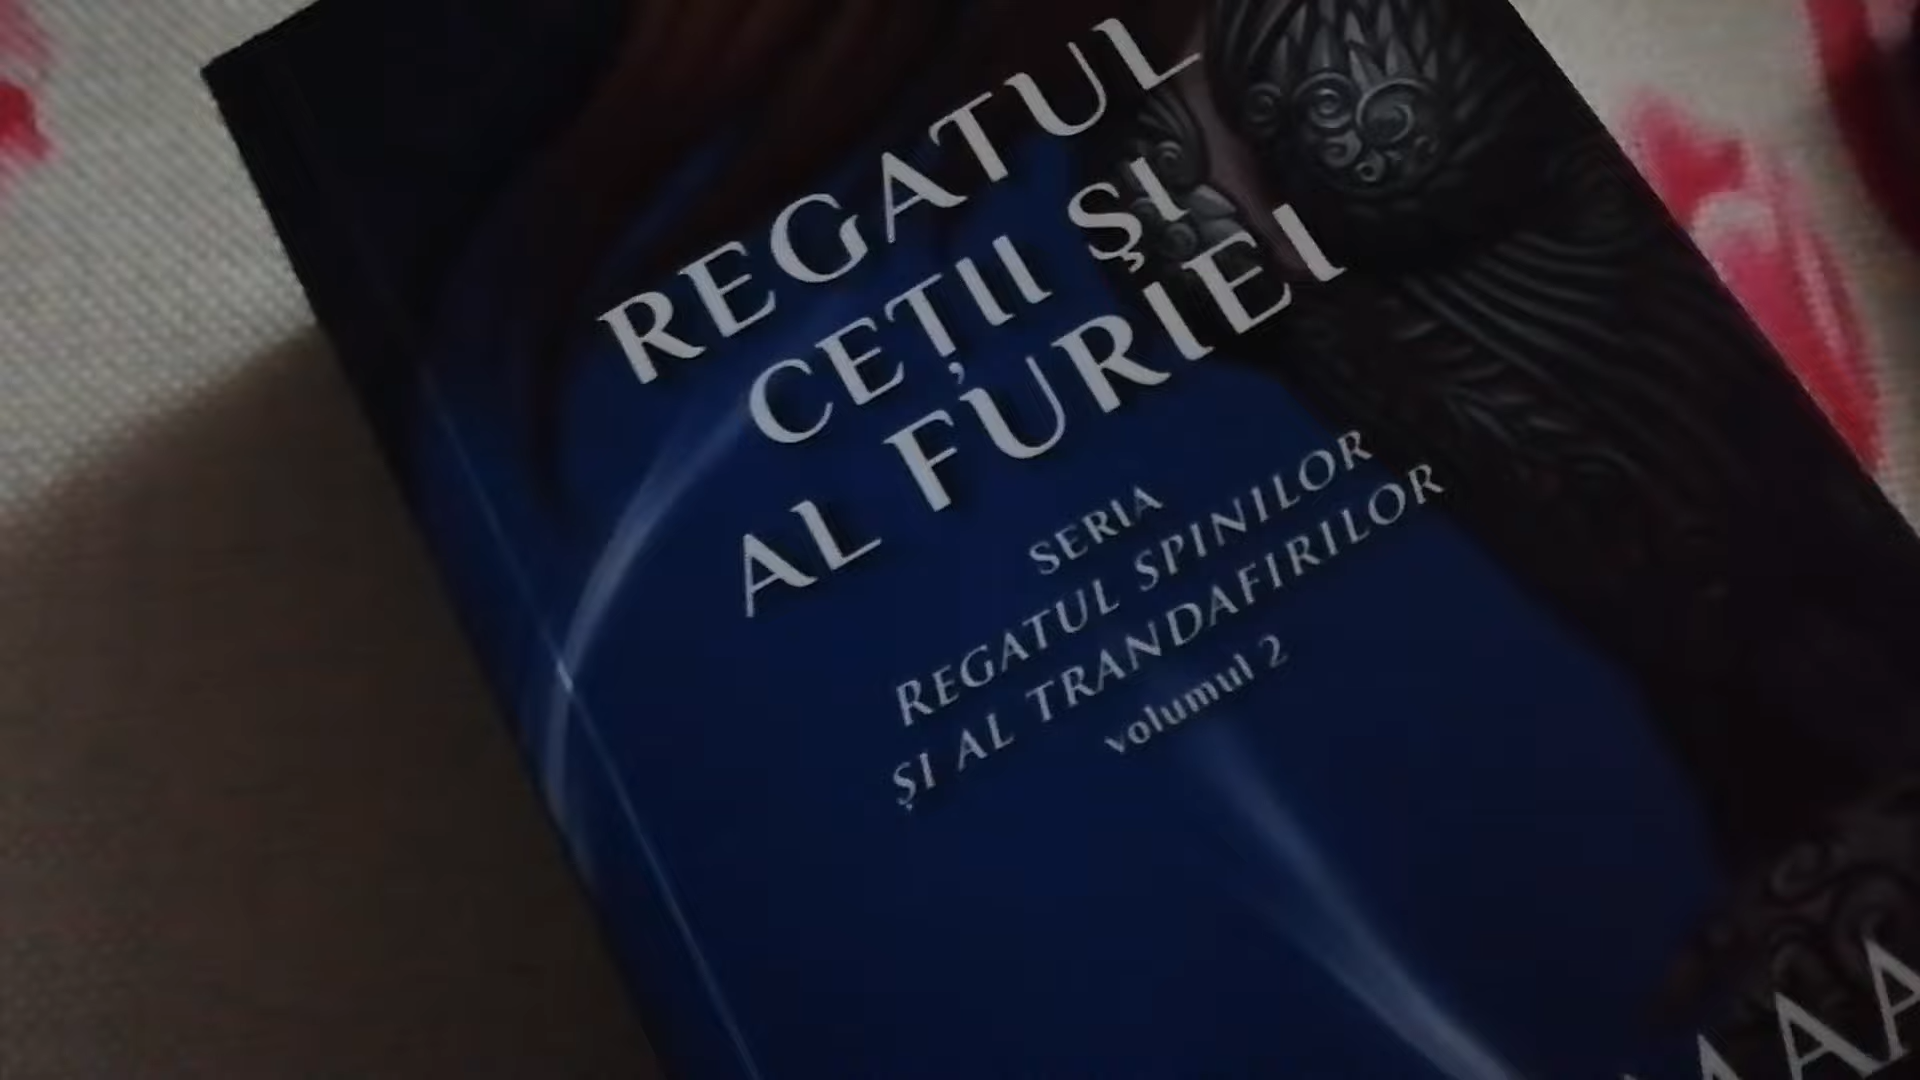 REGATUL
CEȚII ȘI
AL FURIEI
SERIA
REGATUL SPINILOR
ȘI AL TRANDAFIRILOR
volumul 2